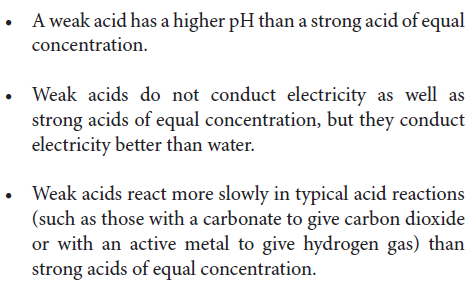 • A weak acid has a higher pH than a strong acid of equal
concentration.
• Weak acids do not conduct electricity as well as
strong acids of equal concentration, but they conduct
electricity better than water.
• Weak acids react more slowly in typical acid reactions
(such as those with a carbonate to give carbon dioxide
or with an active metal to give hydrogen gas) than
strong acids of equal concentration.